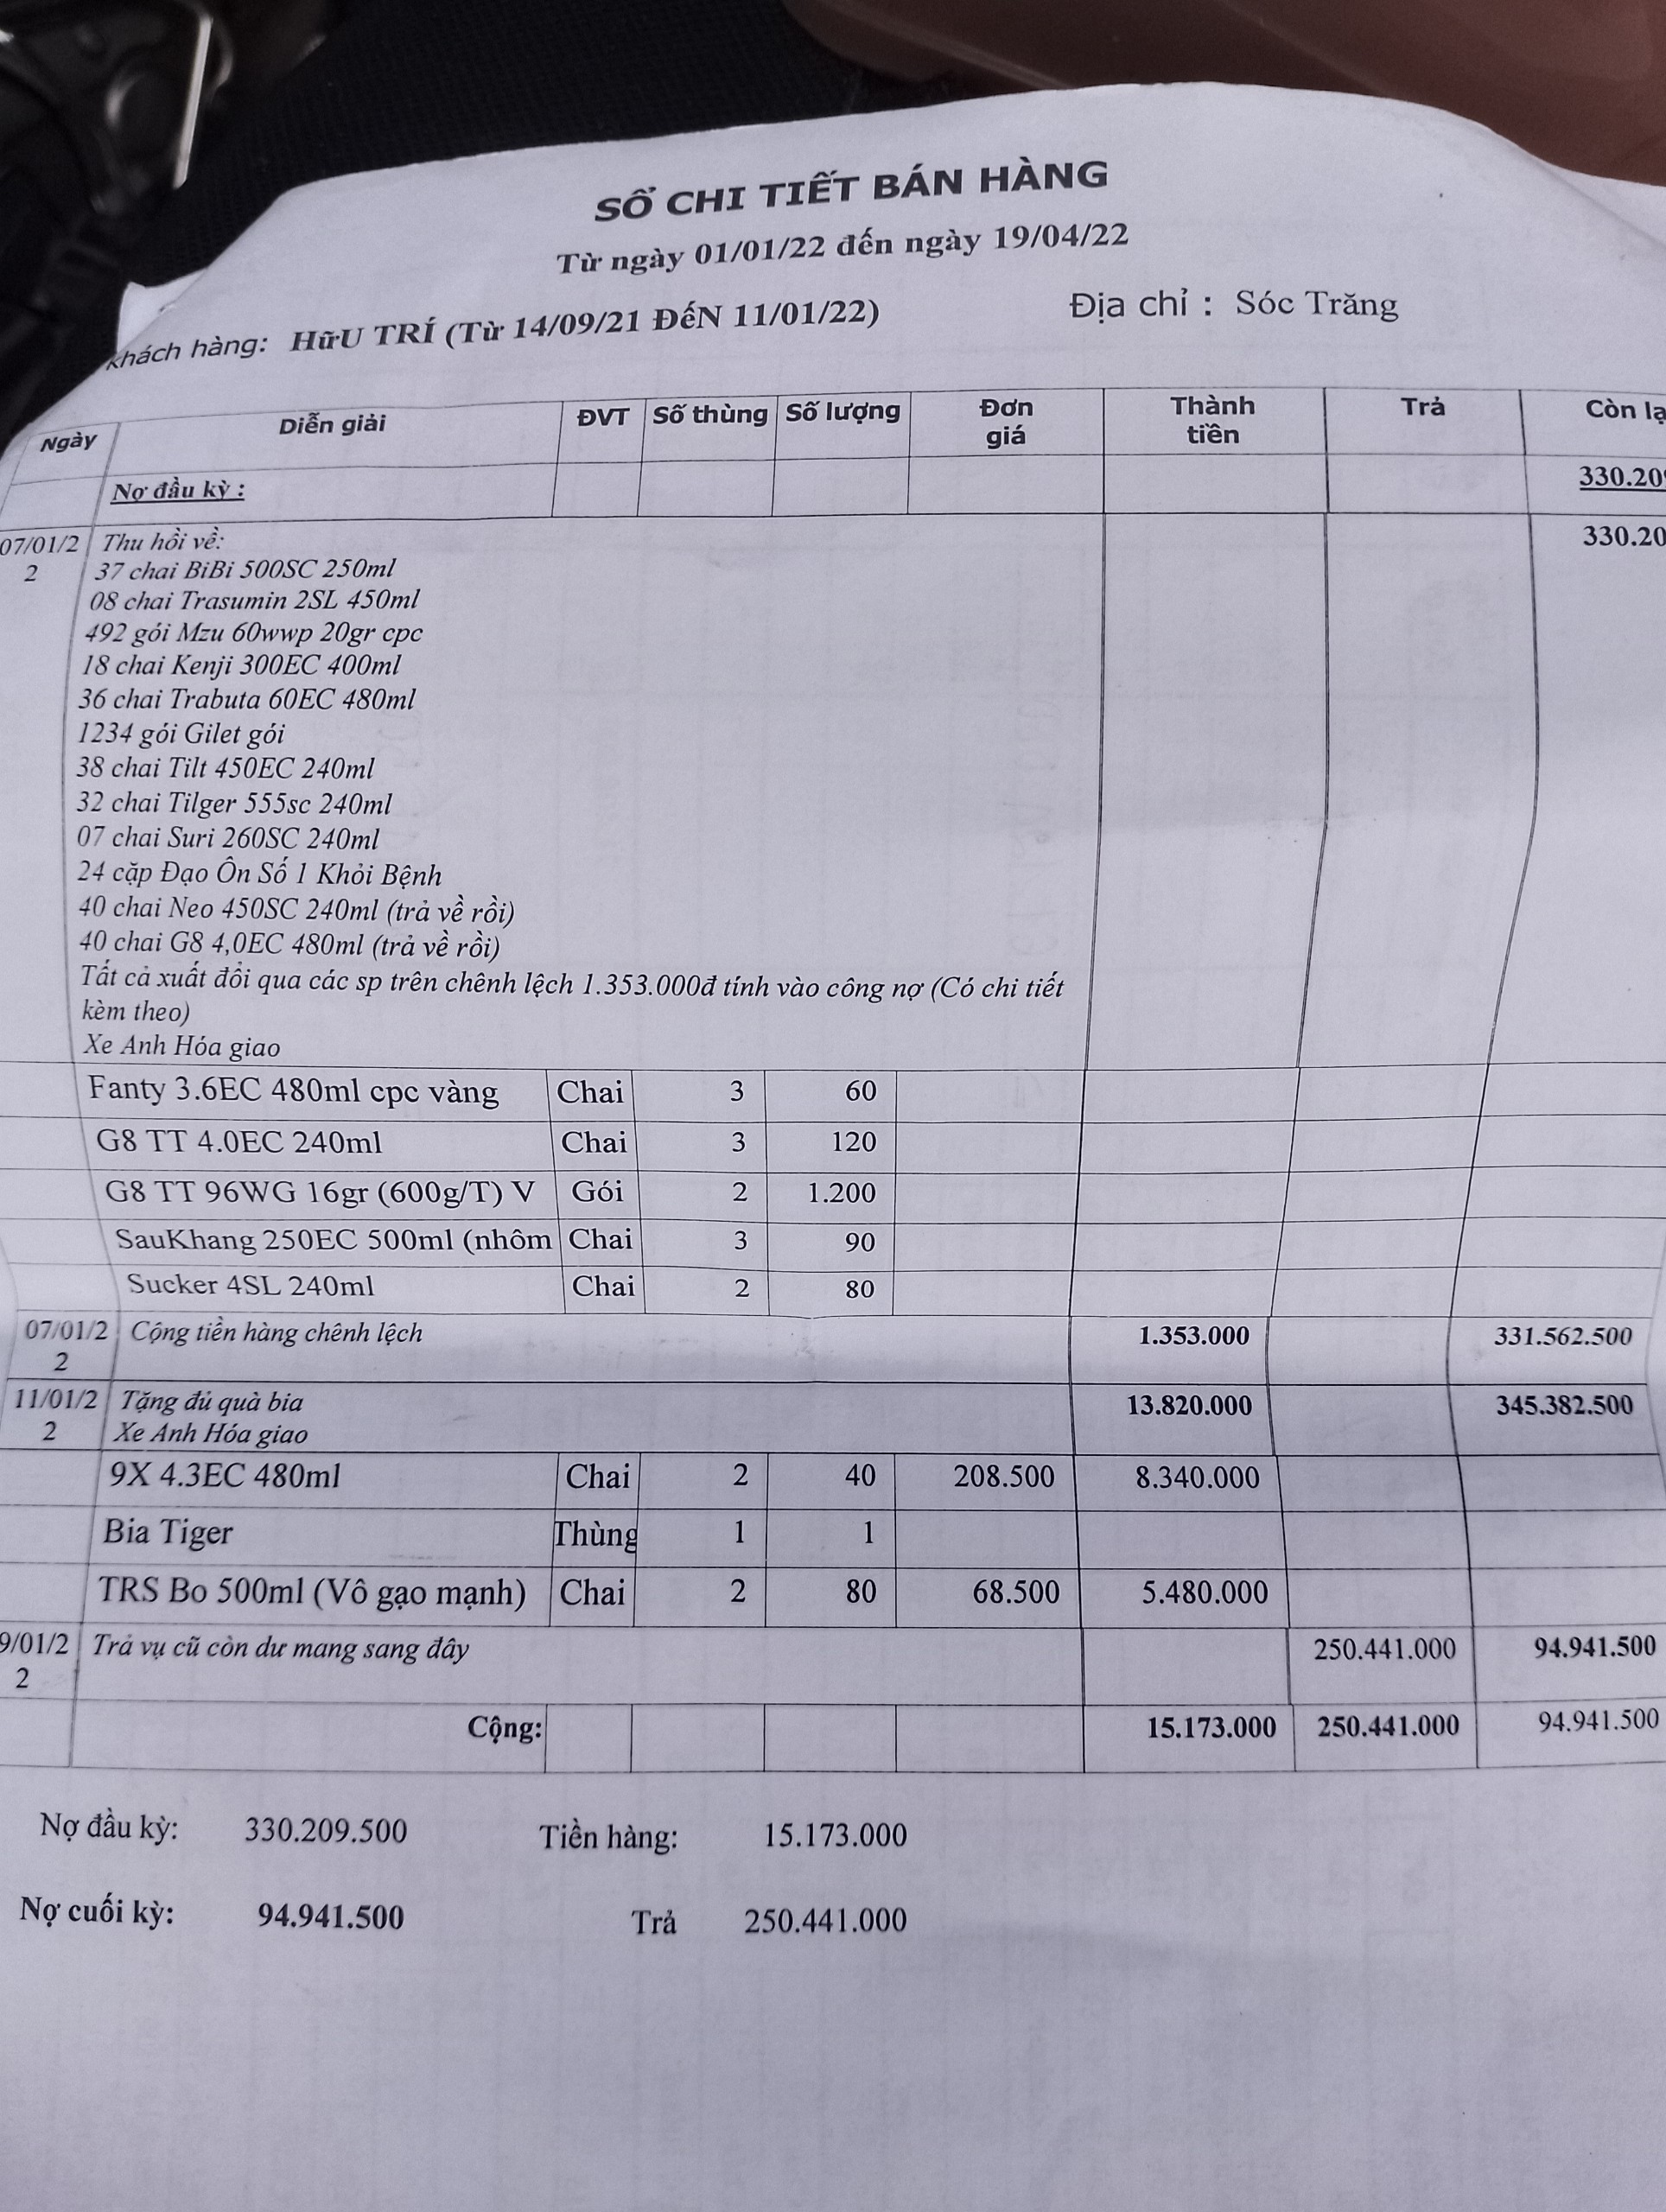 SỔ CHI TIẾT BÁN HÀNG
Từ ngày 01/01/22 đến ngày 19/04/22
khách hàng: HữU TRÍ (Từ 14/09/21 ĐếN 11/01/22) Địa chỉ : Sóc Trăng
Ngày Diễn giải ĐVT Số thùng Số lượng Đơn giá Thành tiền Trả Còn lạ
Nợ đầu kỳ : 330.20
07/01/22 Thu hồi về: 330.20
37 chai BiBi 500SC 250ml
08 chai Trasumin 2SL 450ml
492 gói Mzu 60wwp 20gr cpc
18 chai Kenji 300EC 400ml
36 chai Trabuta 60EC 480ml
1234 gói Gilet gói
38 chai Tilt 450EC 240ml
32 chai Tilger 555sc 240ml
07 chai Suri 260SC 240ml
24 cặp Đạo Ôn Số 1 Khỏi Bệnh
40 chai Neo 450SC 240ml (trả về rồi)
40 chai G8 4,0EC 480ml (trả về rồi)
Tất cả xuất đổi qua các sp trên chênh lệch 1.353.000đ tính vào công nợ (Có chi tiết
kèm theo)
Xe Anh Hóa giao
Fanty 3.6EC 480ml cpc vàng Chai 3 60
G8 TT 4.0EC 240ml Chai 3 120
G8 TT 96WG 16gr (600g/T) V Gói 2 1.200
SauKhang 250EC 500ml (nhôm Chai 3 90
Sucker 4SL 240ml Chai 2 80
07/01/22 Cộng tiền hàng chênh lệch 1.353.000 331.562.500
11/01/22 Tặng đủ quà bia 13.820.000 345.382.500
Xe Anh Hóa giao
9X 4.3EC 480ml Chai 2 40 208.500 8.340.000
Bia Tiger Thùng 1 1
TRS Bo 500ml (Vô gạo mạnh) Chai 2 80 68.500 5.480.000
9/01/22 Trả vụ cũ còn dư mang sang đây 250.441.000 94.941.500
Cộng: 15.173.000 250.441.000 94.941.500
Nợ đầu kỳ: 330.209.500 Tiền hàng: 15.173.000
Nợ cuối kỳ: 94.941.500 Trả 250.441.000